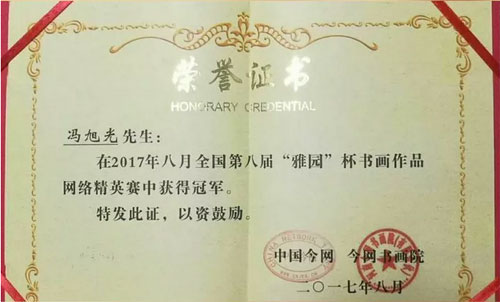 荣誉证书
HONORARY CREDENTIAL
冯旭光先生：
在2017年八月全国第八届“雅园”杯书画作品
网络精英赛中获得冠军。
特发此证，以资鼓励。
中国今网 今网书画院
二〇一七年八月